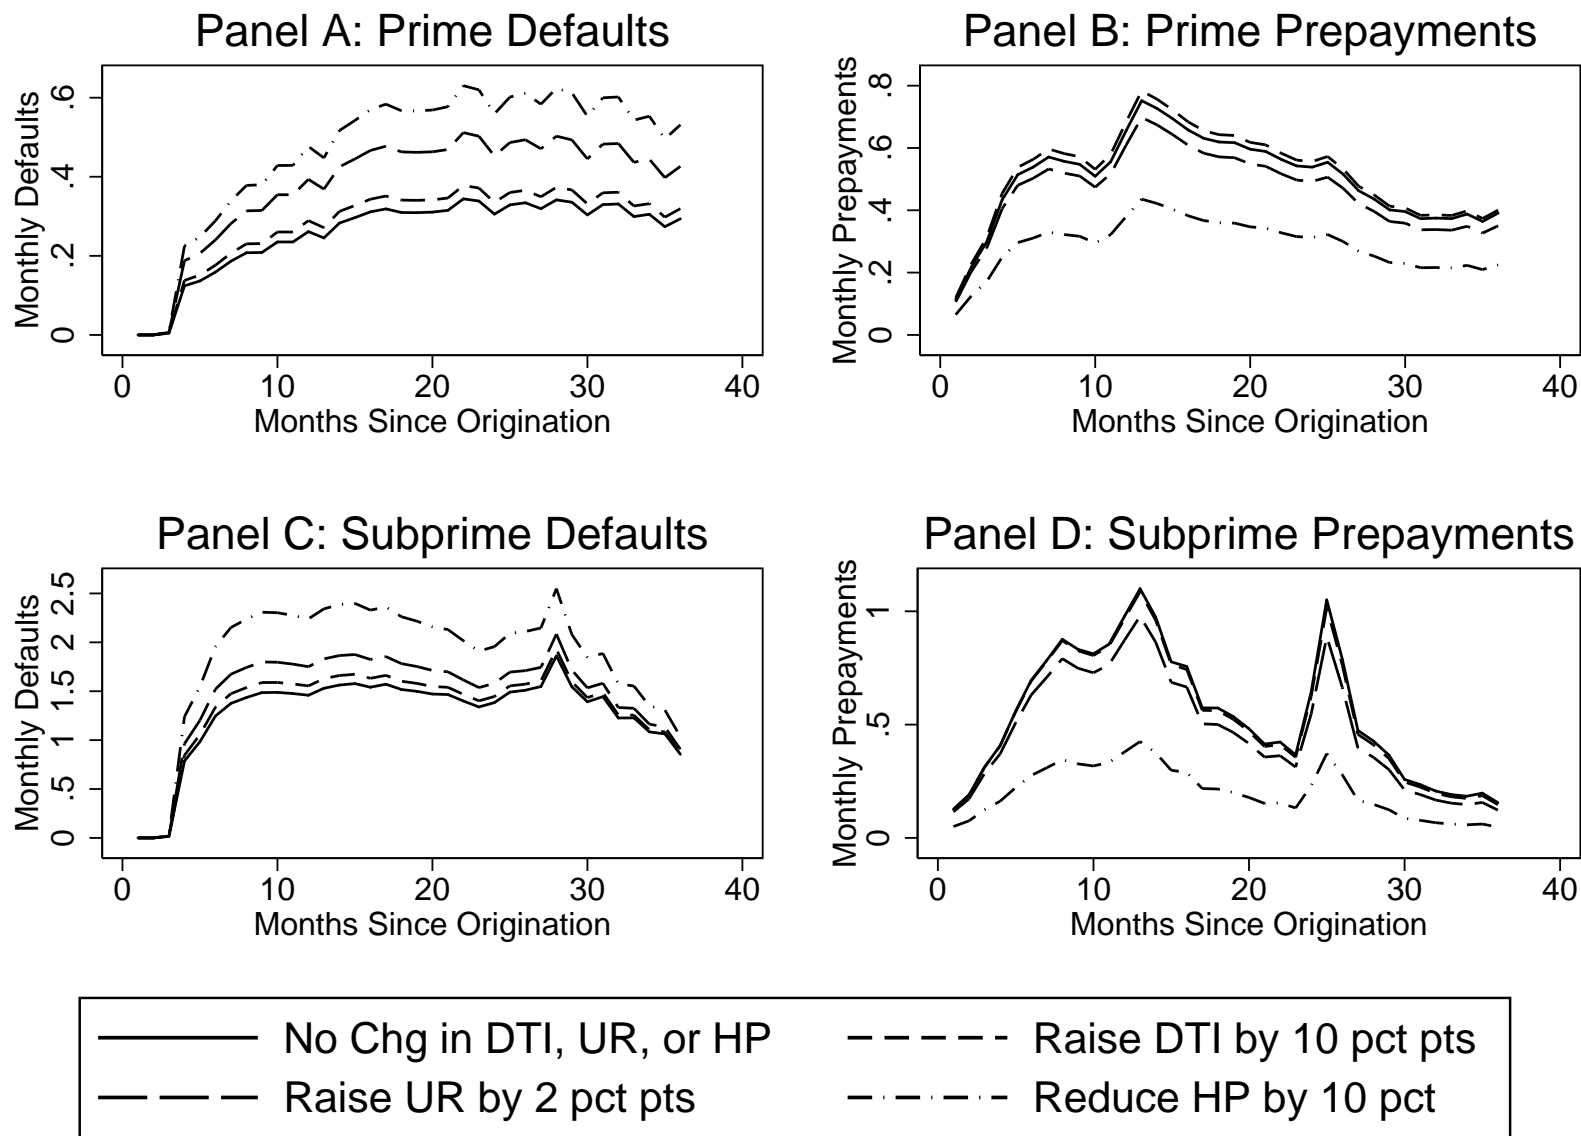 Panel A: Prime Defaults
Monthly Defaults
0 .2 .4 .6
0 10 20 30 40
Months Since Origination
Panel B: Prime Prepayments
Monthly Prepayments
0 .2 .4 .6 .8
0 10 20 30 40
Months Since Origination
Panel C: Subprime Defaults
Monthly Defaults
0 .5 1 1.5 2 2.5
0 10 20 30 40
Months Since Origination
Panel D: Subprime Prepayments
Monthly Prepayments
0 .5 1
0 10 20 30 40
Months Since Origination
No Chg in DTI, UR, or HP
Raise DTI by 10 pct pts
Raise UR by 2 pct pts
Reduce HP by 10 pct